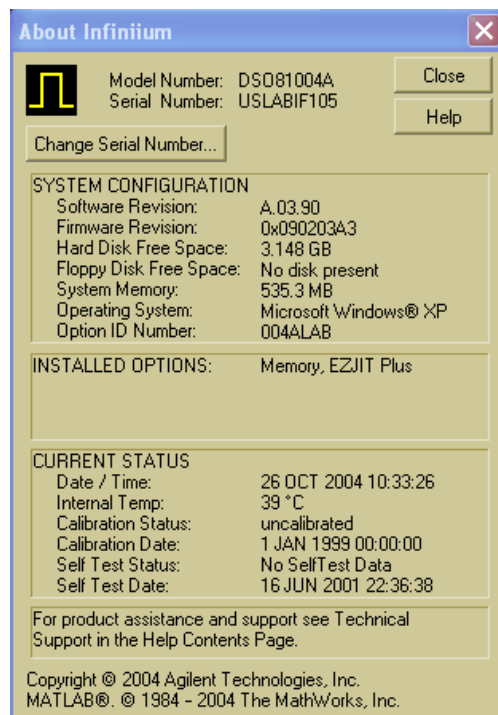 About Infiniium
Model Number: DSO81004A
Serial Number: USLABIF105
Close
Help
Change Serial Number...
SYSTEM CONFIGURATION
Software Revision: A.03.90
Firmware Revision: 0x090203A3
Hard Disk Free Space: 3.148 GB
Floppy Disk Free Space: No disk present
System Memory: 535.3 MB
Operating System: Microsoft Windows® XP
Option ID Number: 004ALAB
INSTALLED OPTIONS: Memory, EZJIT Plus
CURRENT STATUS
Date / Time: 26 OCT 2004 10:33:26
Internal Temp: 39 °C
Calibration Status: uncalibrated
Calibration Date: 1 JAN 1999 00:00:00
Self Test Status: No SelfTest Data
Self Test Date: 16 JUN 2001 22:36:38
For product assistance and support see Technical
Support in the Help Contents Page.
Copyright © 2004 Agilent Technologies, Inc.
MATLAB®. © 1984 - 2004 The MathWorks, Inc.